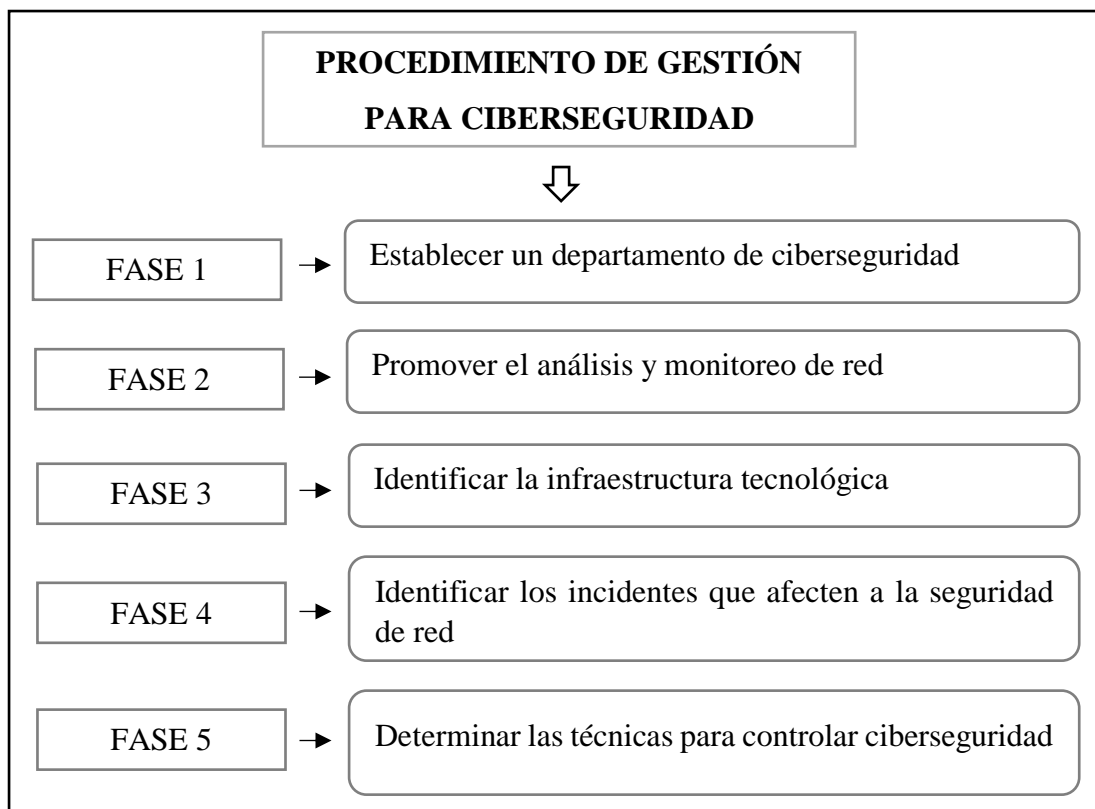 PROCEDIMIENTO DE GESTIÓN
PARA CIBERSEGURIDAD
FASE 1
Establecer un departamento de ciberseguridad
FASE 2
Promover el análisis y monitoreo de red
FASE 3
Identificar la infraestructura tecnológica
FASE 4
Identificar los incidentes que afecten a la seguridad
de red
FASE 5
Determinar las técnicas para controlar ciberseguridad